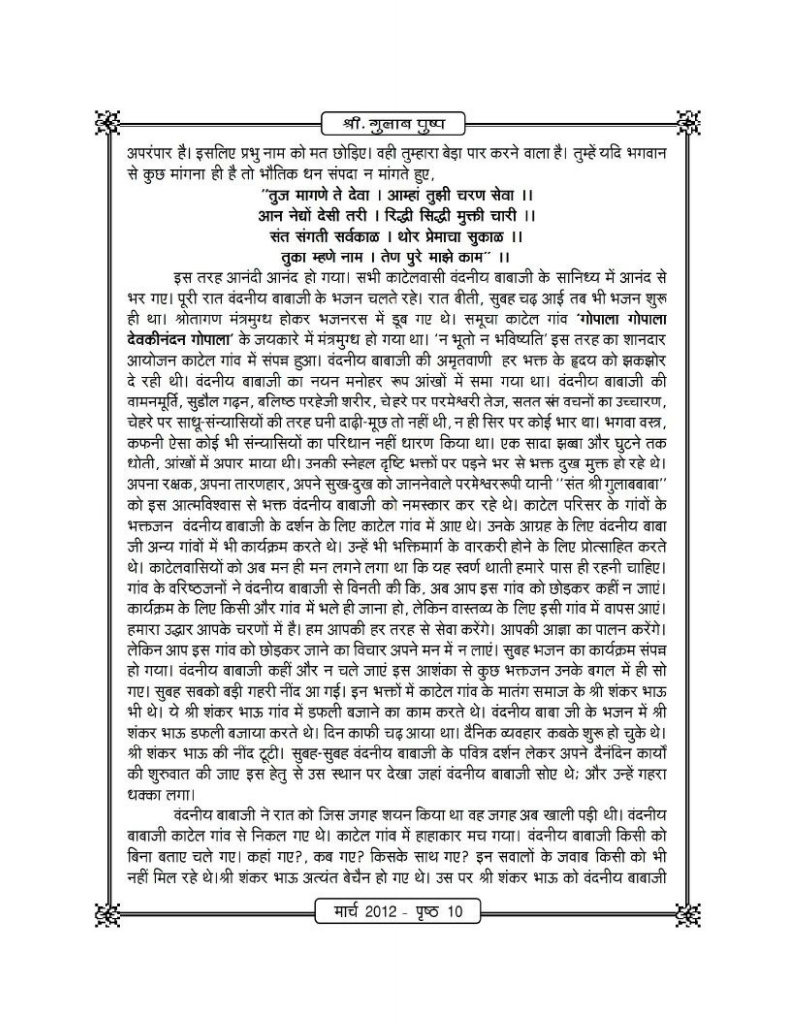 श्री. गुलाब पुष्प
अपरंपार है। इसलिए प्रभु नाम को मत छोड़िए। वही तुम्हारा बेड़ा पार करने वाला है। तुम्हें यदि भगवान
से कुछ मांगना ही है तो भौतिक धन संपदा न मांगते हुए,
"तुज मागणे ते देवा । आम्हां तुझी चरण सेवा ।।
आन नेद्यों देसी तरी । रिद्धी सिद्धी मुक्ती चारी ।।
संत संगती सर्वकाळ । थोर प्रेमाचा सुकाळ ।।
तुका म्हणे नाम । तेण पुरे माझे काम" ।।
इस तरह आनंदी आनंद हो गया। सभी काटेलवासी वंदनीय बाबाजी के सानिध्य में आनंद से
भर गए। पूरी रात वंदनीय बाबाजी के भजन चलते रहे। रात बीती, सुबह चढ़ आई तब भी भजन शुरू
ही था। श्रोतागण मंत्रमुग्ध होकर भजनरस में डूब गए थे। समूचा काटेल गांव 'गोपाला गोपाला
देवकीनंदन गोपाला' के जयकारे में मंत्रमुग्ध हो गया था। 'न भूतो न भविष्यति' इस तरह का शानदार
आयोजन काटेल गांव में संपन्न हुआ। वंदनीय बाबाजी की अमृतवाणी हर भक्त के हृदय को झकझोर
दे रही थी। वंदनीय बाबाजी का नयन मनोहर रूप आंखों में समा गया था। वंदनीय बाबाजी की
वामनमूर्ति, सुडौल गढ़न, बलिष्ठ परहेजी शरीर, चेहरे पर परमेश्वरी तेज, सतत वचनों का उच्चारण,
चेहरे पर साधू-संन्यासियों की तरह घनी दाढ़ी-मूछ तो नहीं थी, न ही सिर पर कोई भार था। भगवा वस्त्र,
कफनी ऐसा कोई भी संन्यासियों का परिधान नहीं धारण किया था। एक सादा झब्बा और घुटने तक
धोती, आंखों में अपार माया थी। उनकी स्नेहल दृष्टि भक्तों पर पड़ने भर से भक्त दुख मुक्त हो रहे थे।
अपना रक्षक, अपना तारणहार, अपने सुख-दुख को जाननेवाले परमेश्वररूपी यानी "संत श्री गुलाबबाबा"
को इस आत्मविश्वास से भक्त वंदनीय बाबाजी को नमस्कार कर रहे थे। काटेल परिसर के गांवों के
भक्तजन वंदनीय बाबाजी के दर्शन के लिए काटेल गांव में आए थे। उनके आग्रह के लिए वंदनीय बाबा
जी अन्य गांवों में भी कार्यक्रम करते थे। उन्हें भी भक्तिमार्ग के वारकरी होने के लिए प्रोत्साहित करते
थे। काटेलवासियों को अब मन ही मन लगने लगा था कि यह स्वर्ण थाती हमारे पास ही रहनी चाहिए।
गांव के वरिष्ठजनों ने वंदनीय बाबाजी से विनती की कि, अब आप इस गांव को छोड़कर कहीं न जाएं।
कार्यक्रम के लिए किसी और गांव में भले ही जाना हो, लेकिन वास्तव्य के लिए इसी गांव में वापस आएं।
हमारा उद्धार आपके चरणों में है। हम आपकी हर तरह से सेवा करेंगे। आपकी आज्ञा का पालन करेंगे।
लेकिन आप इस गांव को छोड़कर जाने का विचार अपने मन में न लाएं। सुबह भजन का कार्यक्रम संपन्न
हो गया। वंदनीय बाबाजी कहीं और न चले जाएं इस आशंका से कुछ भक्तजन उनके बगल में ही सो
गए। सुबह सबको बड़ी गहरी नींद आ गई। इन भक्तों में काटेल गांव के मातंग समाज के श्री शंकर भाऊ
भी थे। ये श्री शंकर भाऊ गांव में डफली बजाने का काम करते थे। वंदनीय बाबा जी के भजन में श्री
शंकर भाऊ डफली बजाया करते थे। दिन काफी चढ़ आया था। दैनिक व्यवहार कबके शुरू हो चुके थे।
श्री शंकर भाऊ की नींद टूटी। सुबह-सुबह वंदनीय बाबाजी के पवित्र दर्शन लेकर अपने दैनंदिन कार्यों
की शुरुवात की जाए इस हेतु से उस स्थान पर देखा जहां वंदनीय बाबाजी सोए थे; और उन्हें गहरा
धक्का लगा।
वंदनीय बाबाजी ने रात को जिस जगह शयन किया था वह जगह अब खाली पड़ी थी। वंदनीय
बाबाजी काटेल गांव से निकल गए थे। काटेल गांव में हाहाकार मच गया। वंदनीय बाबाजी किसी को
बिना बताए चले गए। कहां गए?, कब गए? किसके साथ गए? इन सवालों के जवाब किसी को भी
नहीं मिल रहे थे।श्री शंकर भाऊ अत्यंत बेचैन हो गए थे। उस पर श्री शंकर भाऊ को वंदनीय बाबाजी
मार्च 2012 - पृष्ठ 10